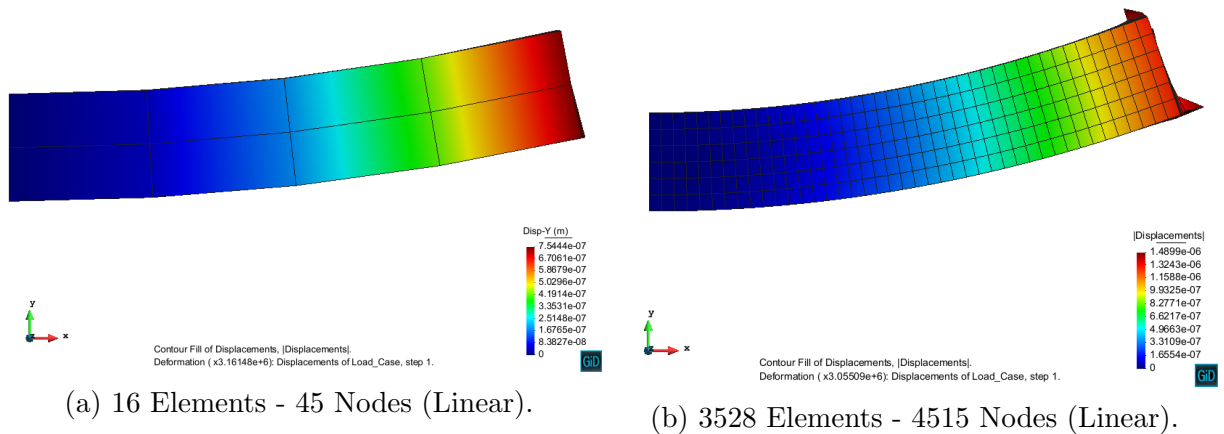 Disp-Y (m)
7.5444e-07
6.7061e-07
5.8679e-07
5.0296e-07
4.1914e-07
3.3531e-07
2.5148e-07
1.6765e-07
8.3827e-08
0
y
x
Contour Fill of Displacements, |Displacements|.
Deformation ( x3.16148e+6): Displacements of Load_Case, step 1.
GiD
(a) 16 Elements - 45 Nodes (Linear).
|Displacements|
1.4899e-06
1.3243e-06
1.1588e-06
9.9325e-07
8.2771e-07
6.6217e-07
4.9663e-07
3.3109e-07
1.6554e-07
0
y
x
Contour Fill of Displacements, |Displacements|.
Deformation ( x3.05509e+6): Displacements of Load_Case, step 1.
GiD
(b) 3528 Elements - 4515 Nodes (Linear).